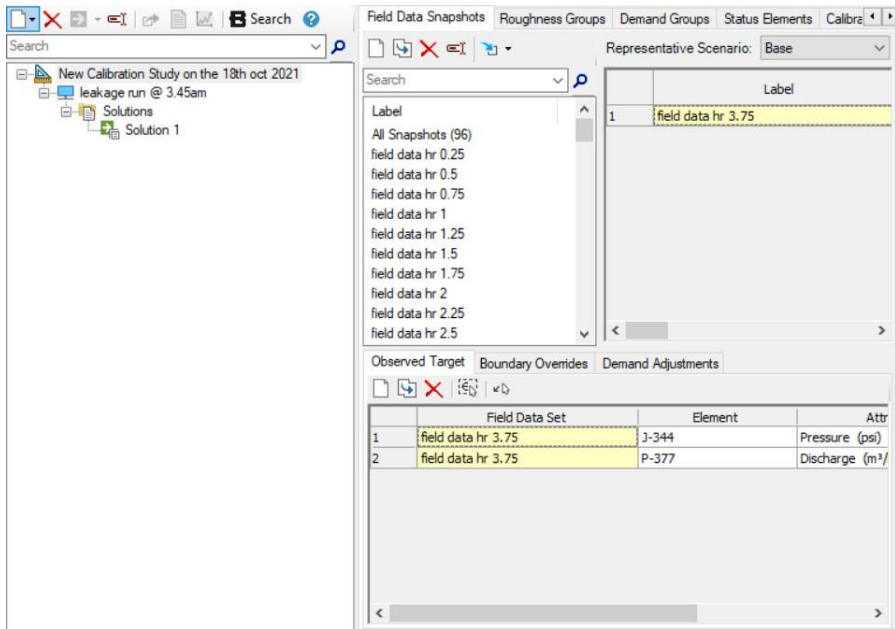 Search
Search
New Calibration Study on the 18th oct 2021
leakage run @ 3.45am
Solutions
Solution 1
Field Data Snapshots Roughness Groups Demand Groups Status Elements Calibra
Representative Scenario: Base
Search
Label
All Snapshots (96)
field data hr 0.25
field data hr 0.5
field data hr 0.75
field data hr 1
field data hr 1.25
field data hr 1.5
field data hr 1.75
field data hr 2
field data hr 2.25
field data hr 2.5
Label
1 field data hr 3.75
Observed Target Boundary Overrides Demand Adjustments
Field Data Set Element Attr
1 field data hr 3.75 J-344 Pressure (psi)
2 field data hr 3.75 P-377 Discharge (m³/